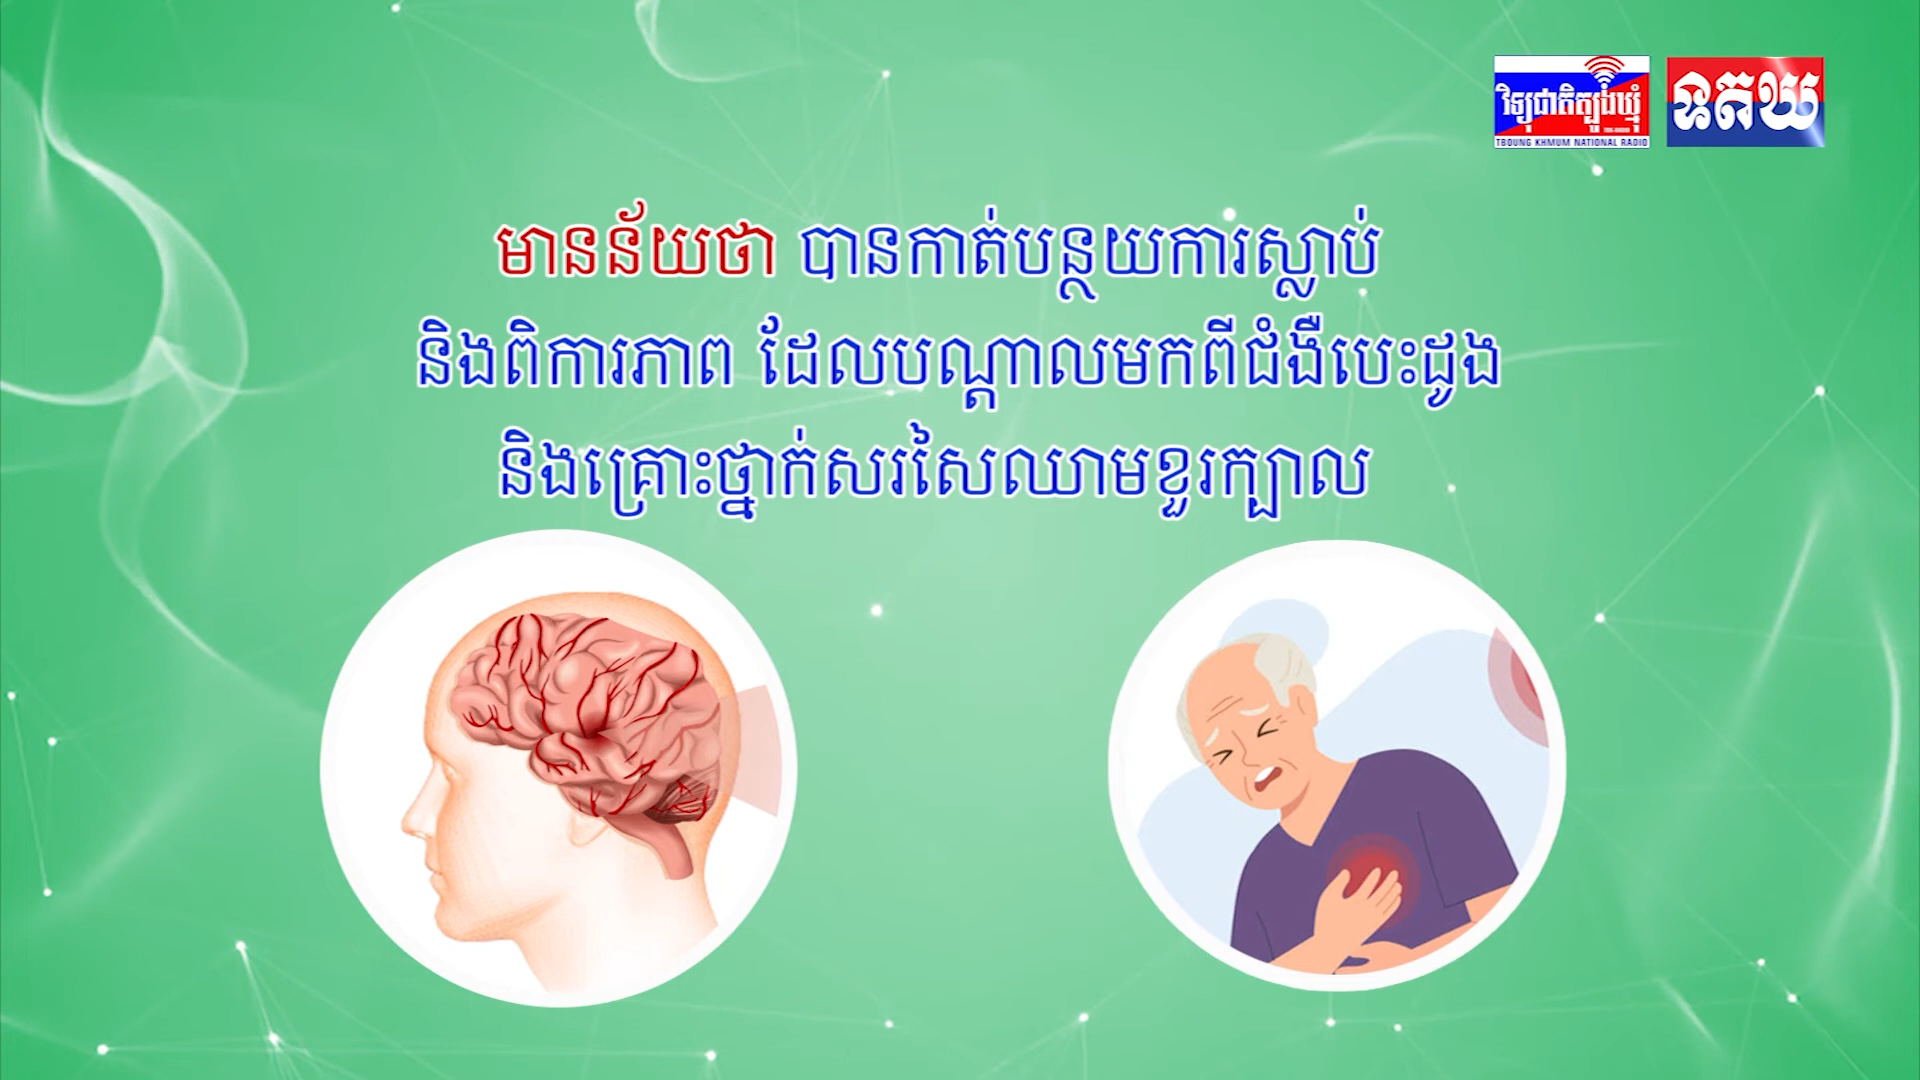 វិទ្យុជាតិត្បូងឃ្មុំ
TBOUNG KHMUM NATIONAL RADIO
ទតឃ
មានន័យថា បានកាត់បន្ថយការស្លាប់
និងពិការភាព ដែលបណ្តាលមកពីជំងឺបេះដូង
និងគ្រោះថ្នាក់សរសៃឈាមខួរក្បាល